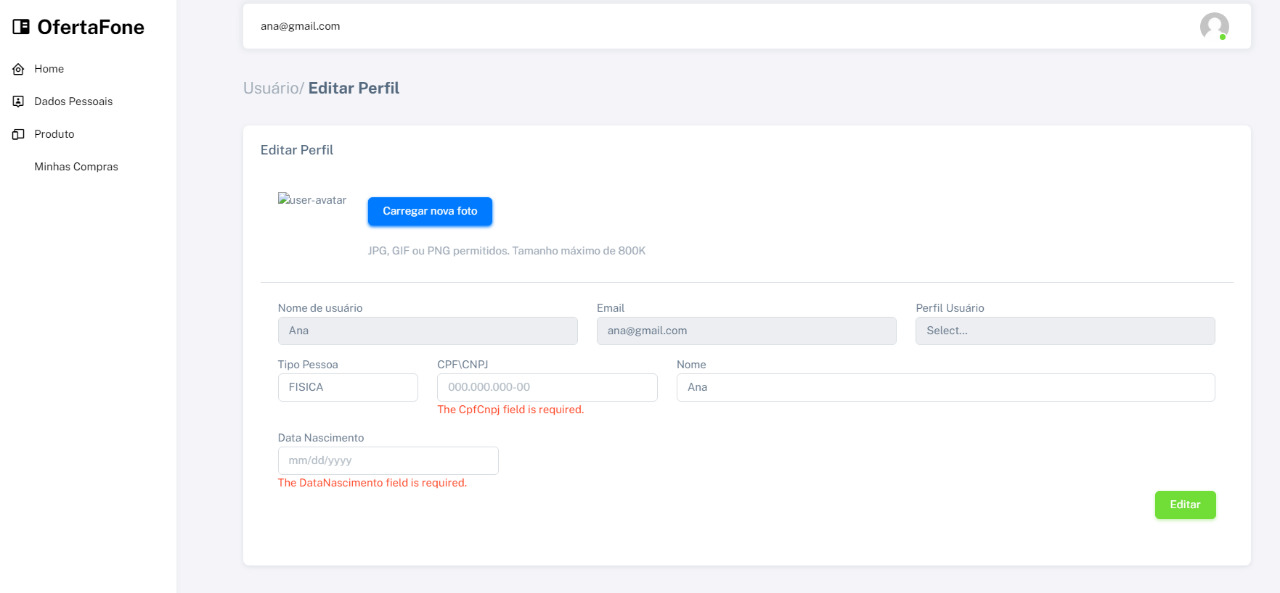 OfertaFone
Home
Dados Pessoais
Produto
Minhas Compras
ana@gmail.com
Usuário/ Editar Perfil
Editar Perfil
user-avatar
Carregar nova foto
JPG, GIF ou PNG permitidos. Tamanho máximo de 800K
Nome de usuário Email Perfil Usuário
Ana ana@gmail.com Select...
Tipo Pessoa CPF\CNPJ Nome
FISICA 000.000.000-00 Ana
The CpfCnpj field is required.
Data Nascimento
mm/dd/yyyy
The DataNascimento field is required.
Editar